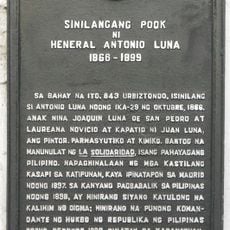 SINILANGANG POOK
NI
HENERAL ANTONIO LUNA
1866 – 1899
SA BAHAY NA ITO, 843 URBIZTONDO, ISINILANG
SI ANTONIO LUNA NOONG IKA-29 NG OKTUBRE, 1866,
ANAK NINA JOAQUIN LUNA DE SAN PEDRO AT
LAUREANA NOVICIO AT KAPATID NI JUAN LUNA,
ANG PINTOR. PARMASYUTIKO AT KIMIKO. BANTOG NA
MANUNULAT NG LA SOLIDARIDAD, ISANG PAHAYAGANG
PILIPINO. NAPAGHINALAAN NG MGA KASTILANG
KASAPI SA KATIPUNAN, KAYA IPINATAPON SA MADRID
NOONG 1897. SA KANYANG PAGBABALIK SA PILIPINAS
NOONG 1898, AY HINIRANG SIYANG KATULONG NA
KALIHIM NG DIGMA; HINIRANG NA PUNONG KOMAN-
DANTE NG HUKBO NG REPUBLIKA NG PILIPINAS